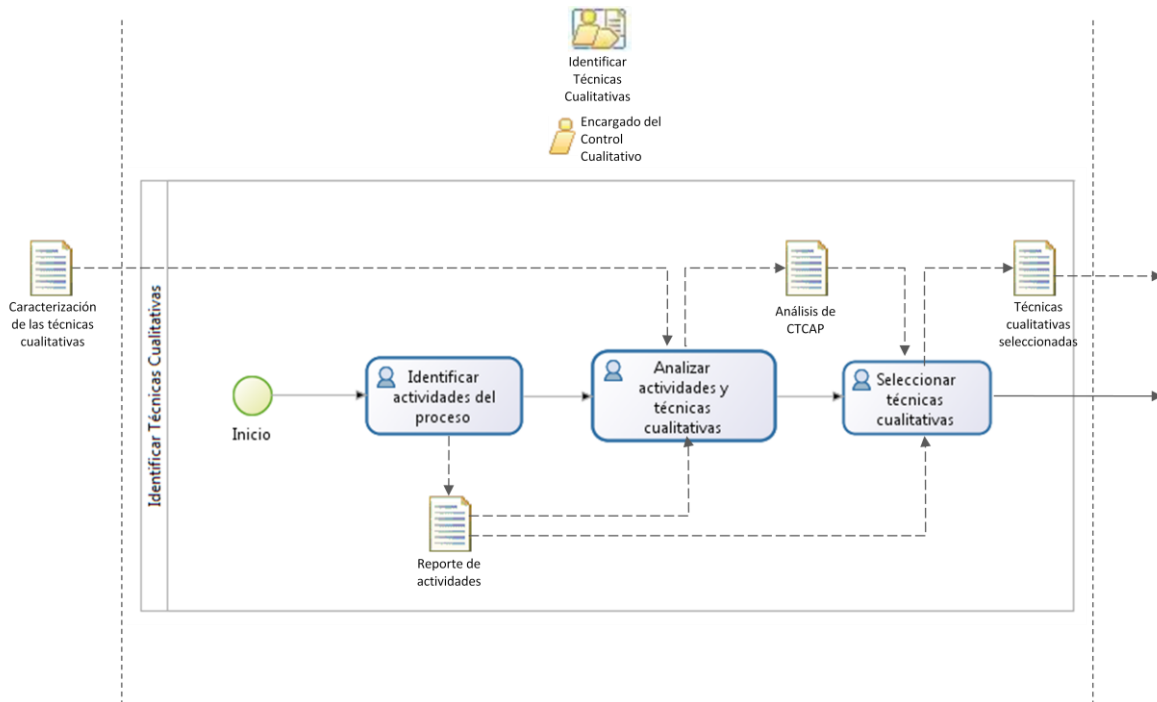 Identificar
Técnicas
Cualitativas
Encargado del
Control
Cualitativo
Identificar Técnicas Cualitativas
Caracterización
de las técnicas
cualitativas
Análisis de
CTCAP
Técnicas
cualitativas
seleccionadas
Inicio
Identificar
actividades del
proceso
Analizar
actividades y
técnicas
cualitativas
Seleccionar
técnicas
cualitativas
Reporte de
actividades